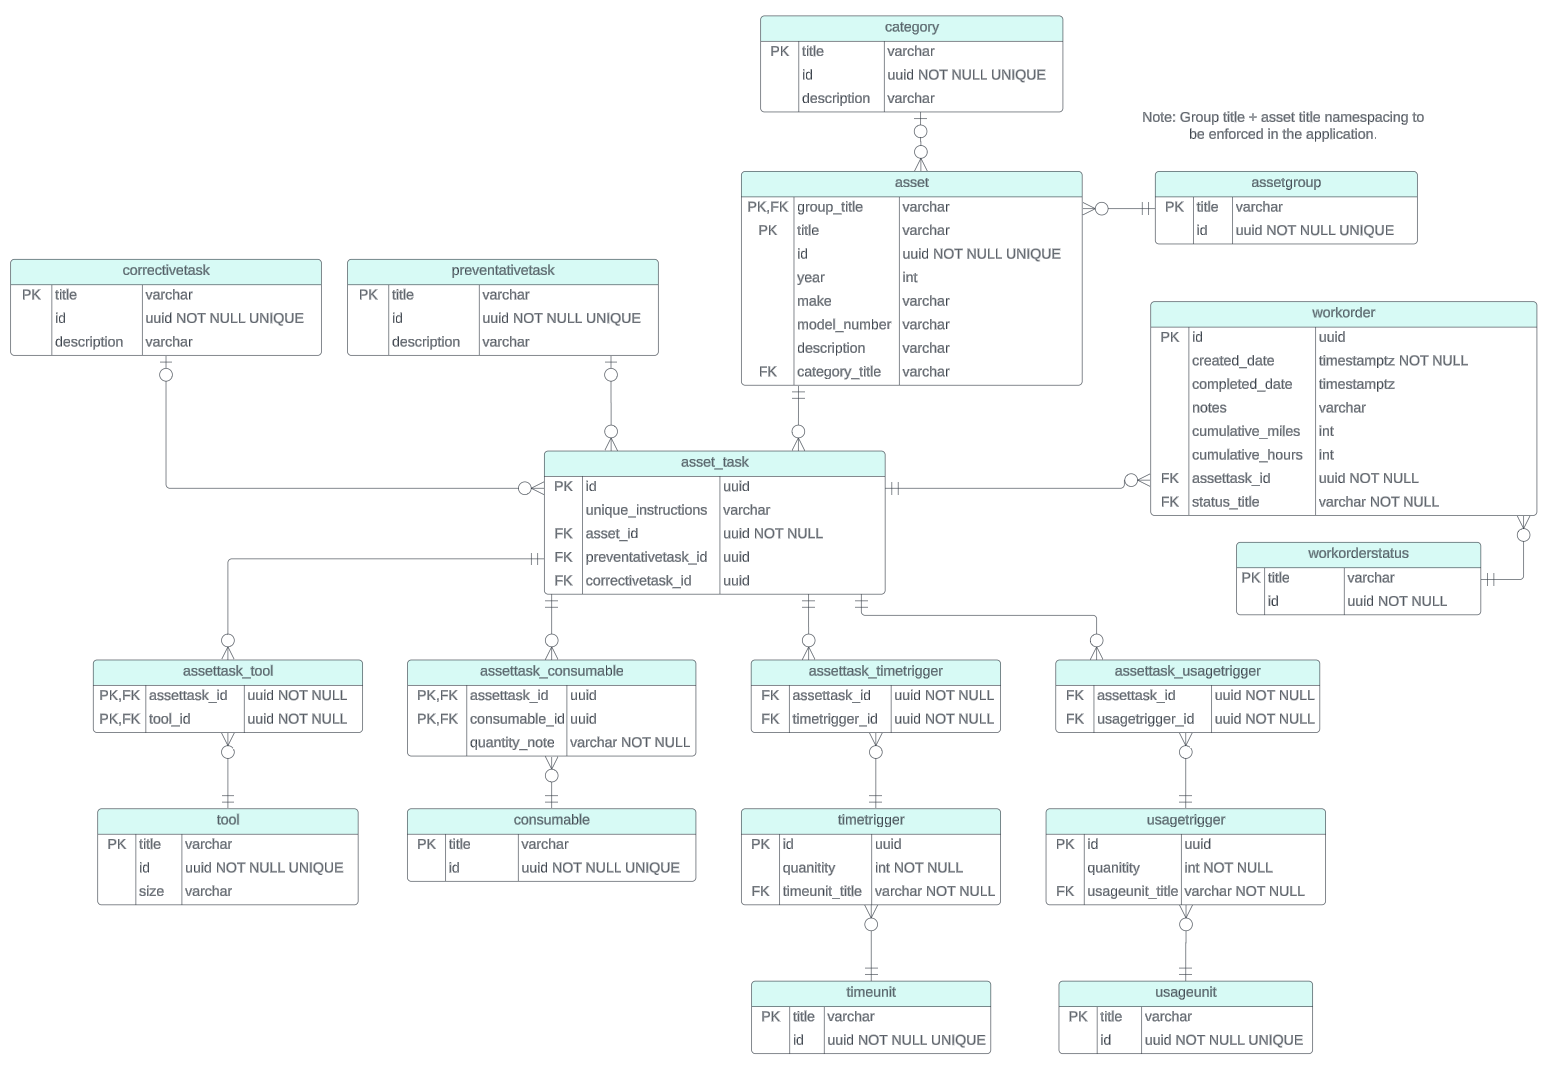 category
PK title varchar
id uuid NOT NULL UNIQUE
description varchar
Note: Group title + asset title namespacing to
be enforced in the application.
asset
PK,FK group_title varchar
PK title varchar
id uuid NOT NULL UNIQUE
year int
make varchar
model_number varchar
description varchar
FK category_title varchar
assetgroup
PK title varchar
id uuid NOT NULL UNIQUE
correctivetask
PK title varchar
id uuid NOT NULL UNIQUE
description varchar
preventativetask
PK title varchar
id uuid NOT NULL UNIQUE
description varchar
workorder
PK id uuid
created_date timestamptz NOT NULL
completed_date timestamptz
notes varchar
cumulative_miles int
cumulative_hours int
FK assettask_id uuid NOT NULL
FK status_title varchar NOT NULL
asset_task
PK id uuid
unique_instructions varchar
FK asset_id uuid NOT NULL
FK preventativetask_id uuid
FK correctivetask_id uuid
workorderstatus
PK title varchar
id uuid NOT NULL
assettask_tool
PK,FK assettask_id uuid NOT NULL
PK,FK tool_id uuid NOT NULL
assettask_consumable
PK,FK assettask_id uuid
PK,FK consumable_id uuid
quantity_note varchar NOT NULL
assettask_timetrigger
FK assettask_id uuid NOT NULL
FK timetrigger_id uuid NOT NULL
assettask_usagetrigger
FK assettask_id uuid NOT NULL
FK usagetrigger_id uuid NOT NULL
tool
PK title varchar
id uuid NOT NULL UNIQUE
size varchar
consumable
PK title varchar
id uuid NOT NULL UNIQUE
timetrigger
PK id uuid
quanitity int NOT NULL
FK timeunit_title varchar NOT NULL
usagetrigger
PK id uuid
quanitity int NOT NULL
FK usageunit_title varchar NOT NULL
timeunit
PK title varchar
id uuid NOT NULL UNIQUE
usageunit
PK title varchar
id uuid NOT NULL UNIQUE